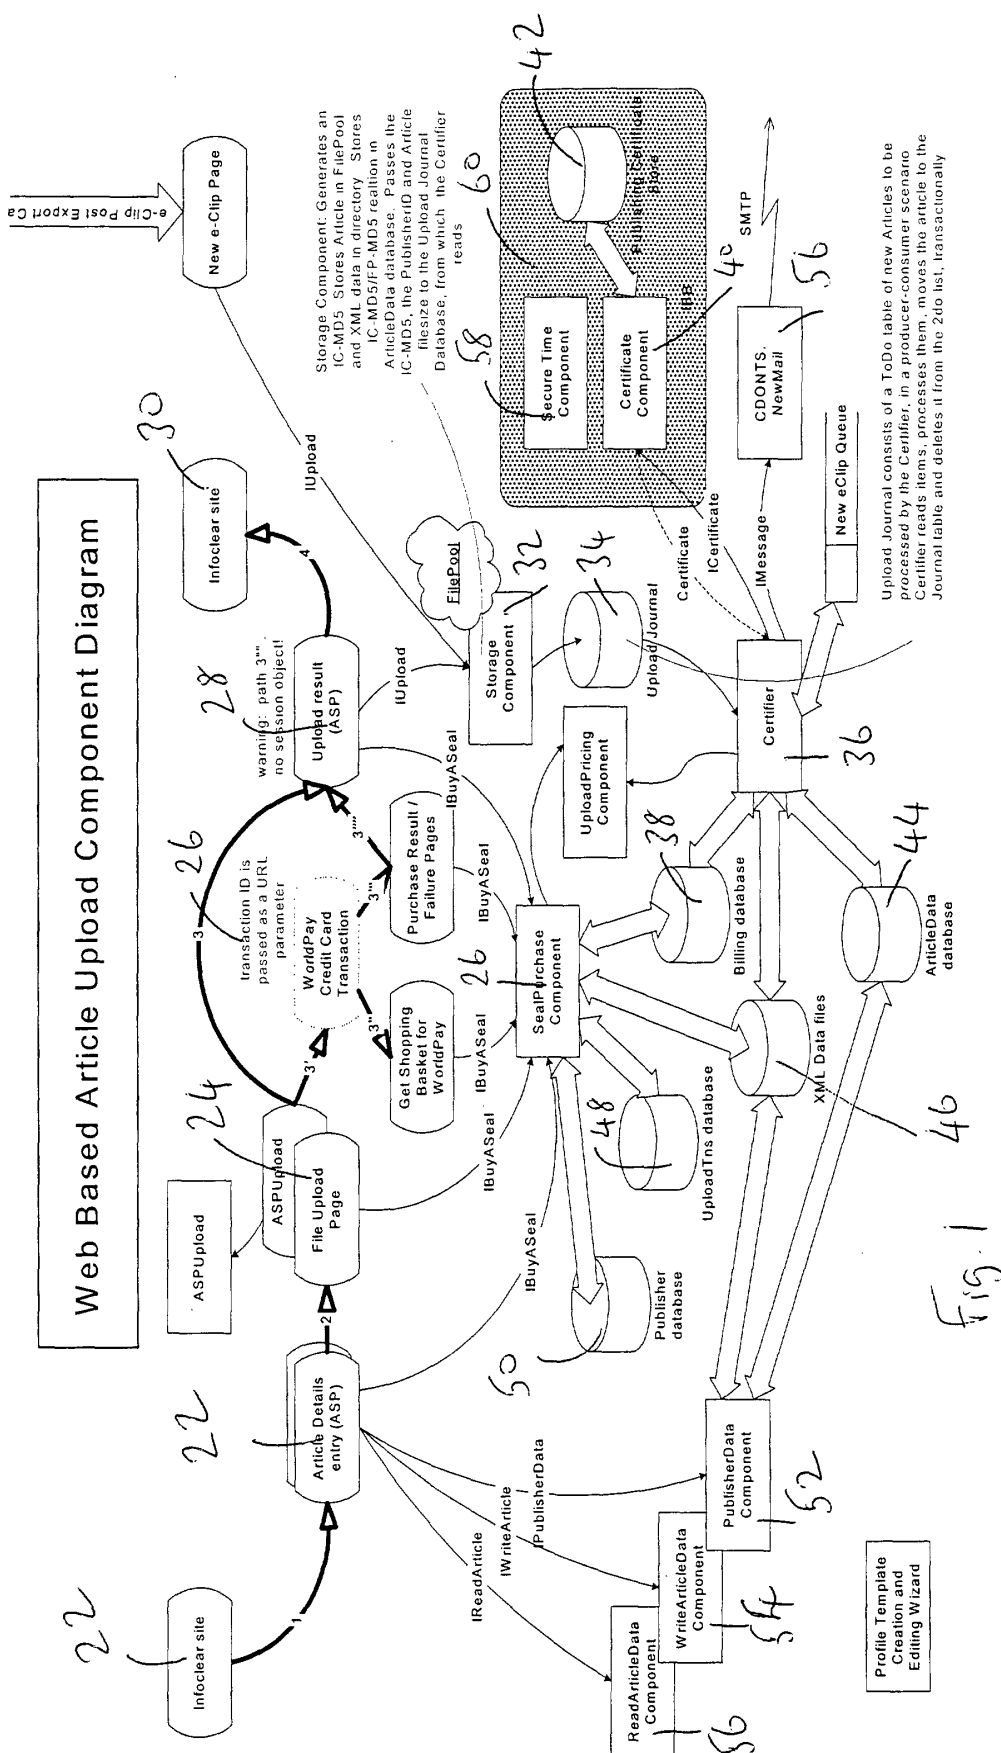 Web Based Article Upload Component Diagram
e-Clip Post Export Ca
New e-Clip Page
Infoclear site
22
Article Details
entry (ASP)
22
ASPUpload
ASPUpload
File Upload
Page
24
1
2
3
26
transaction ID is
passed as a URL
parameter
WorldPay
Credit Card
Transaction
3'
3"
3'''
3''''
Get Shopping
Basket for
WorldPay
Purchase Result /
Failure Pages
warning: path 3"".
no session object!
Upload result
(ASP)
28
4
Infoclear site
30
IUpload
IUpload
IBuyASeal
IBuyASeal
IBuyASeal
IBuyASeal
IBuyASeal
Storage Component: Generates an
IC-MD5 Stores Article in FilePool
and XML data in directory Stores
IC-MD5/FP-MD5 realtion in
ArticleData database. Passes the
IC-MD5, the PublisherID and Article
filesize to the Upload Journal
Database, from which the Certifier
reads
FilePool
Storage
Component "
32
34
Upload Journal
SealPurchase
Component
26
UploadPricing
Component
Secure Time
Component
58
60
Certificate
Component
40
IBB
Publishing Certificate
Store
42
Certificate
ICertificate
IMessage
CDONTS.
NewMail
56
SMTP
New eClip Queue
Certifier
36
38
Billing database
44
ArticleData
database
XML Data files
46
48
UploadTns database
50
Publisher
database
IReadArticle
IWriteArticle
IPublisherData
PublisherData
Component
52
WriteArticleData
Component
54
ReadArticleData
Component
56
Profile Template
Creation and
Editing Wizard
Upload Journal consists of a ToDo table of new Articles to be
processed by the Certifier, in a producer-consumer scenario
Certifier reads items, processes them, moves the article to the
Journal table and deletes it from the 2do list, transactionally
Fig. 1